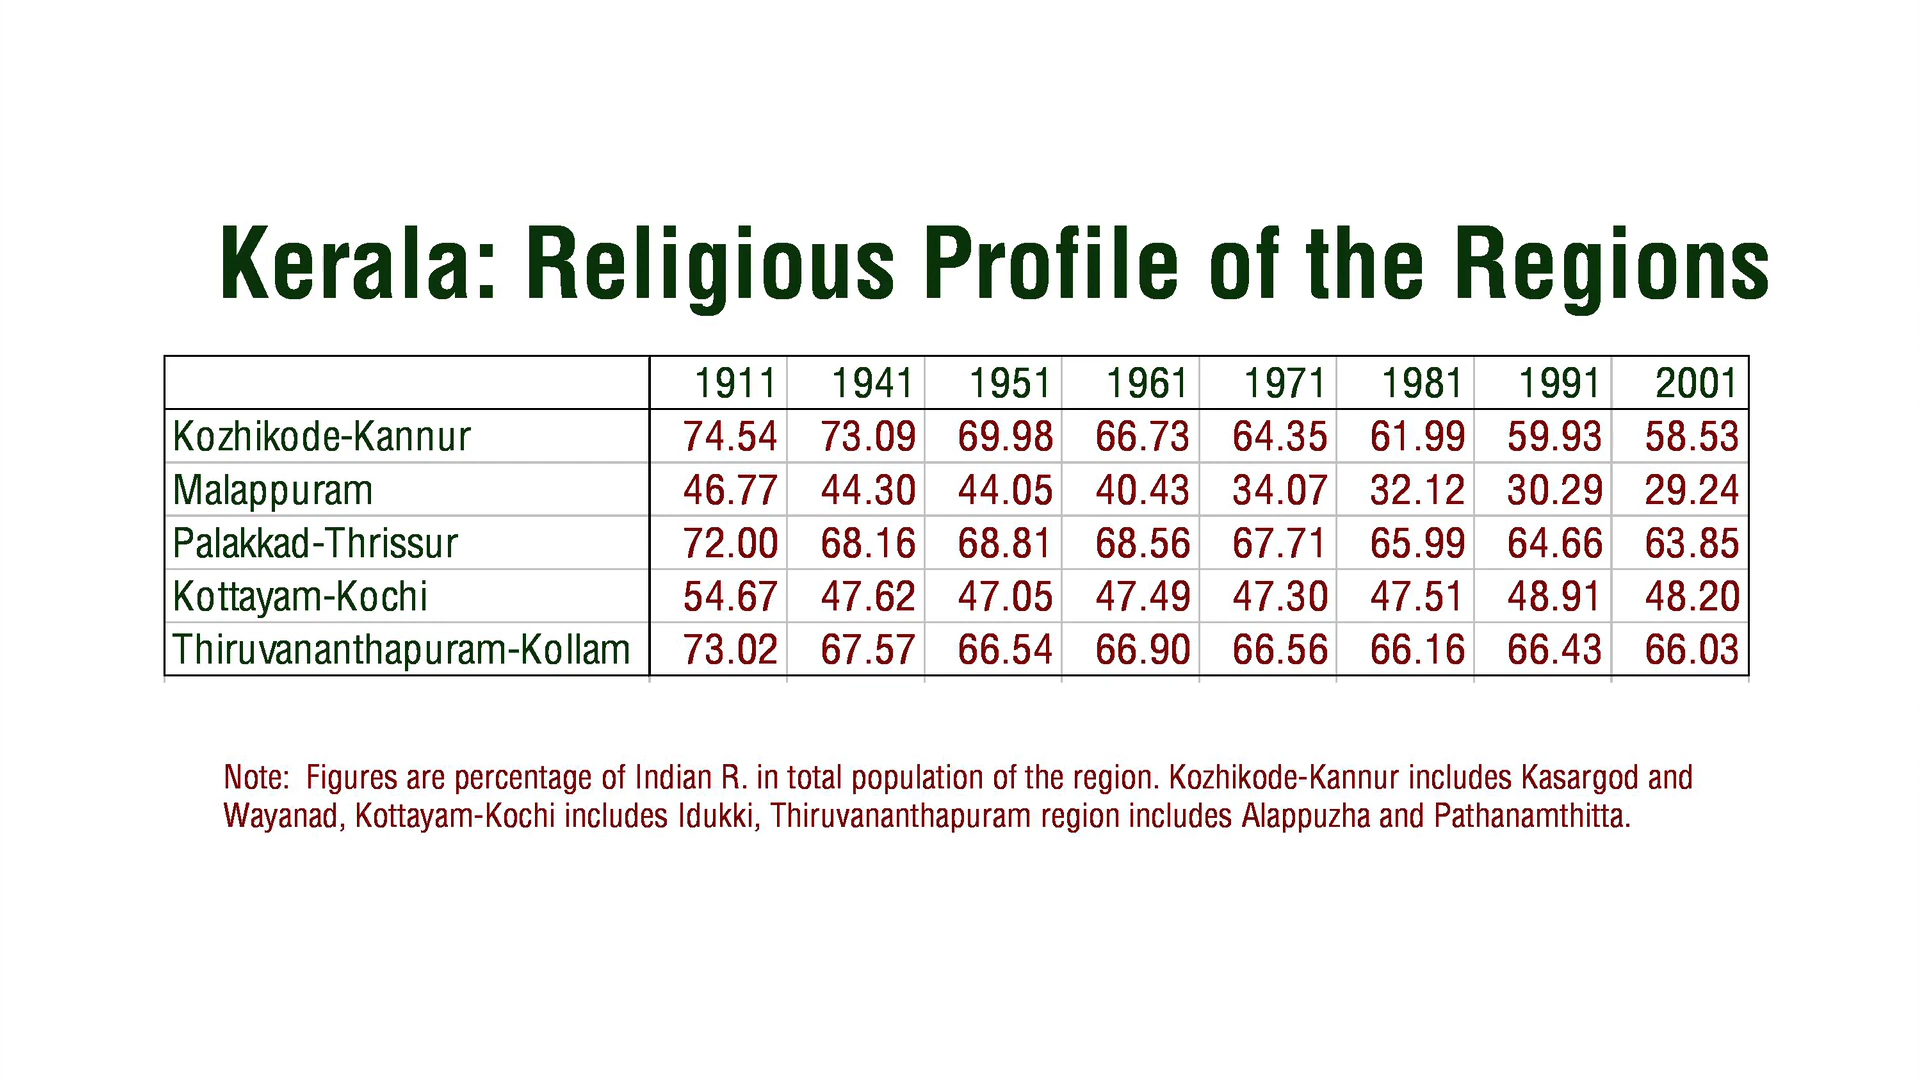 Kerala: Religious Profile of the Regions
1911 1941 1951 1961 1971 1981 1991 2001
Kozhikode-Kannur 74.54 73.09 69.98 66.73 64.35 61.99 59.93 58.53
Malappuram 46.77 44.30 44.05 40.43 34.07 32.12 30.29 29.24
Palakkad-Thrissur 72.00 68.16 68.81 68.56 67.71 65.99 64.66 63.85
Kottayam-Kochi 54.67 47.62 47.05 47.49 47.30 47.51 48.91 48.20
Thiruvananthapuram-Kollam 73.02 67.57 66.54 66.90 66.56 66.16 66.43 66.03
Note: Figures are percentage of Indian R. in total population of the region. Kozhikode-Kannur includes Kasargod and
Wayanad, Kottayam-Kochi includes Idukki, Thiruvananthapuram region includes Alappuzha and Pathanamthitta.